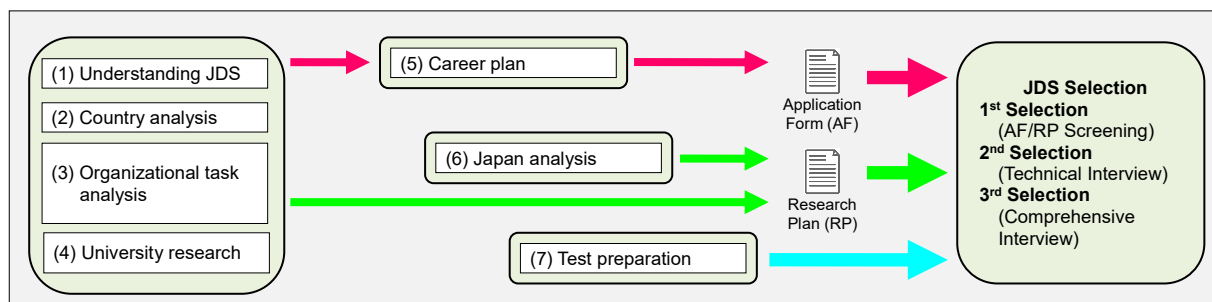 (1) Understanding JDS
(2) Country analysis
(3) Organizational task
analysis
(4) University research
(5) Career plan
(6) Japan analysis
(7) Test preparation
Application
Form (AF)
Research
Plan (RP)
JDS Selection
1st Selection
(AF/RP Screening)
2nd Selection
(Technical Interview)
3rd Selection
(Comprehensive
Interview)